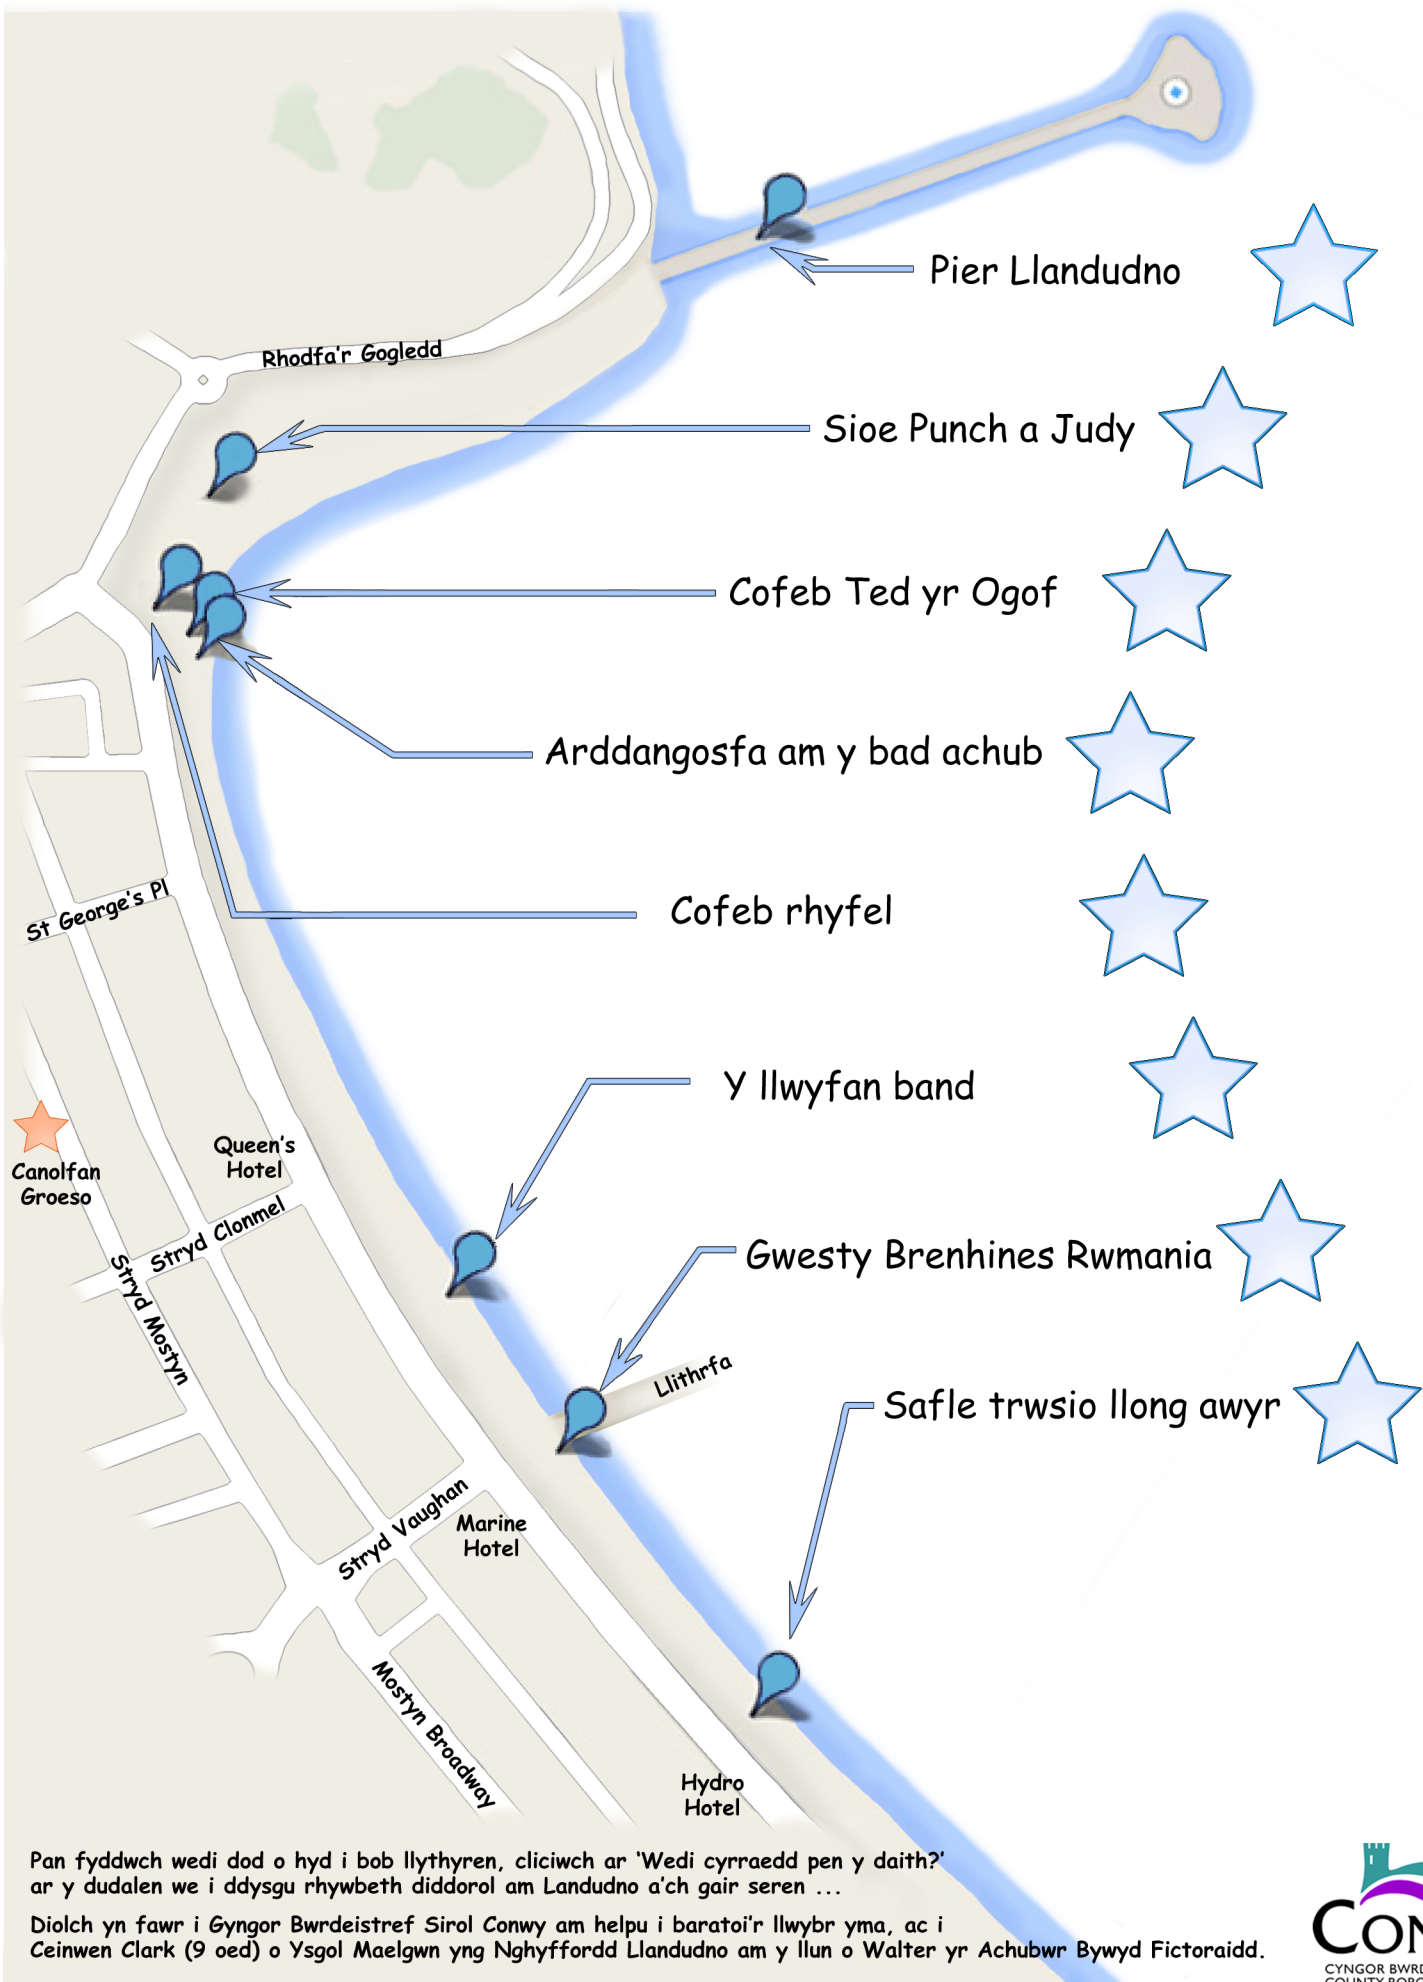 Pier Llandudno
Rhodfa'r Gogledd
Sioe Punch a Judy
Cofeb Ted yr Ogof
Arddangosfa am y bad achub
St George's Pl
Cofeb rhyfel
Y llwyfan band
Queen's
Hotel
Canolfan
Groeso
Stryd Clonmel
Gwesty Brenhines Rwmania
Stryd Mostyn
Llithrfa
Safle trwsio llong awyr
Stryd Vaughan
Marine
Hotel
Mostyn Broadway
Hydro
Hotel
Pan fyddwch wedi dod o hyd i bob llythyren, cliciwch ar 'Wedi cyrraedd pen y daith?'
ar y dudalen we i ddysgu rhywbeth diddorol am Landudno a'ch gair seren ...
Diolch yn fawr i Gyngor Bwrdeistref Sirol Conwy am helpu i baratoi'r llwybr yma, ac i
Ceinwen Clark (9 oed) o Ysgol Maelgwn yng Nghyffordd Llandudno am y llun o Walter yr Achubwr Bywyd Fictoraidd.
CON
CYNGOR BWRD